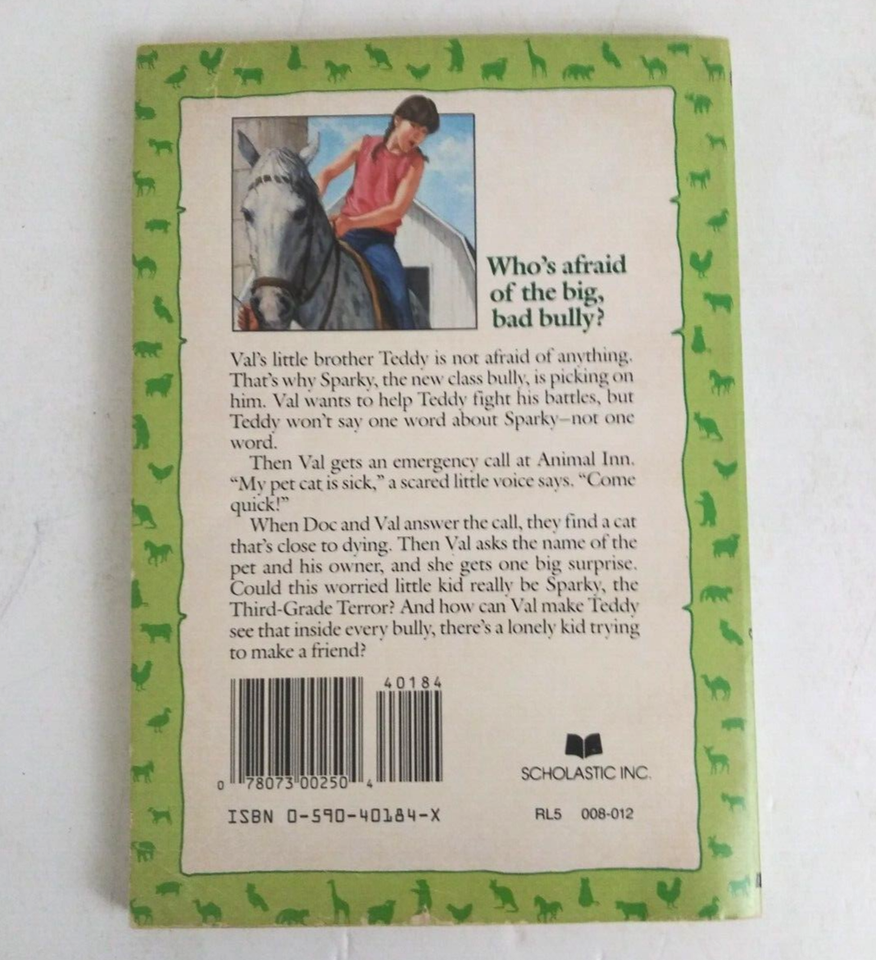 Who's afraid
of the big,
bad bully?
Val's little brother Teddy is not afraid of anything.
That's why Sparky, the new class bully, is picking on
him. Val wants to help Teddy fight his battles, but
Teddy won't say one word about Sparky—not one
word.
Then Val gets an emergency call at Animal Inn.
“My pet cat is sick,” a scared little voice says. “Come
quick!”
When Doc and Val answer the call, they find a cat
that's close to dying. Then Val asks the name of the
pet and his owner, and she gets one big surprise.
Could this worried little kid really be Sparky, the
Third-Grade Terror? And how can Val make Teddy
see that inside every bully, there's a lonely kid trying
to make a friend?
40184
0 78073 00250 4
SCHOLASTIC INC.
ISBN 0-590-40184-X
RL5 008-012